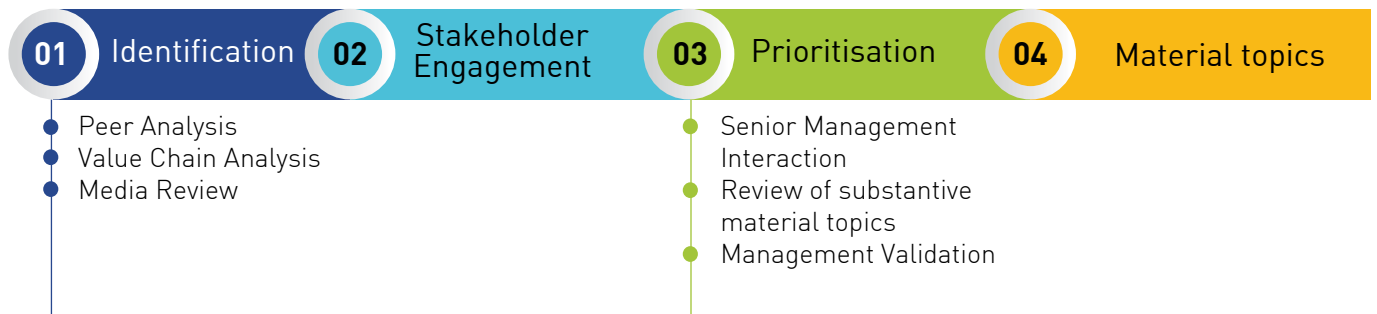 01
Identification
02
Stakeholder
Engagement
03
Prioritisation
04
Material topics
Peer Analysis
Value Chain Analysis
Media Review
Senior Management
Interaction
Review of substantive
material topics
Management Validation